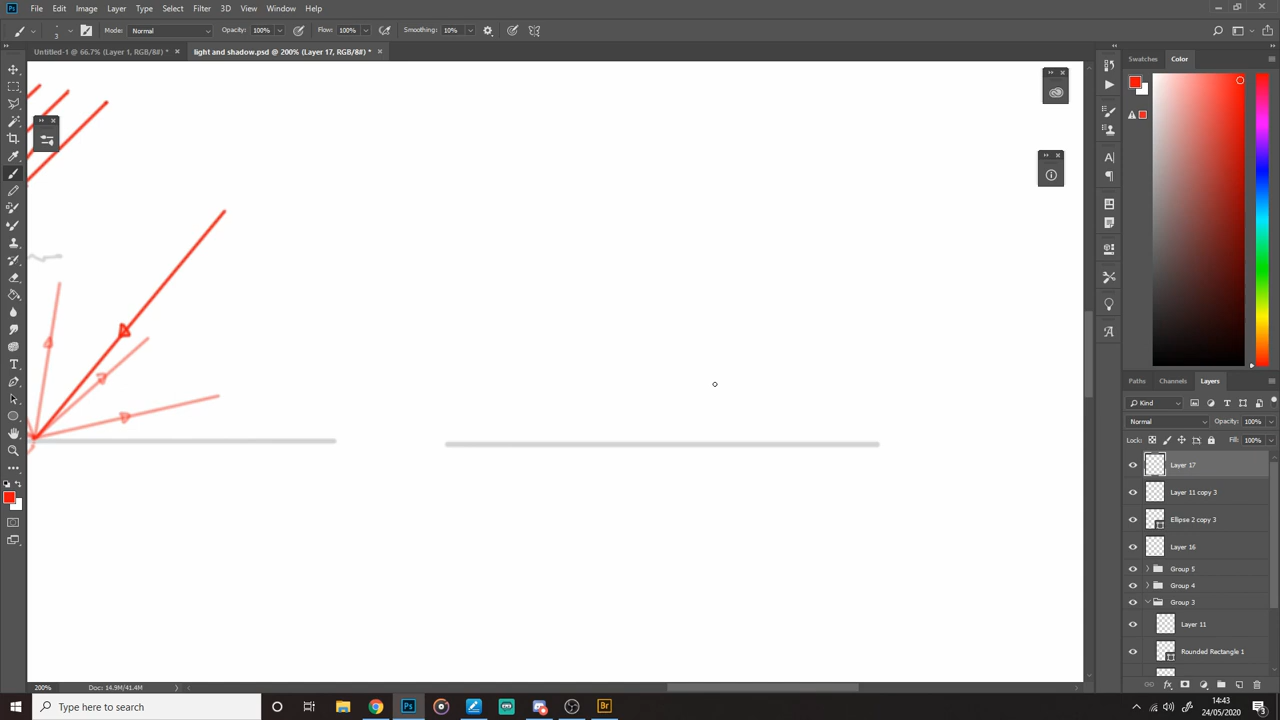 File Edit Image Layer Type Select Filter 3D View Window Help
3 Mode: Normal Opacity: 100% Flow: 100% Smoothing: 10%
Untitled-1 @ 66.7% (Layer 1, RGB/8#) * × light and shadow.psd @ 200% (Layer 17, RGB/8#) * ×
Swatches Color
Paths Channels Layers
Kind
Normal Opacity: 100%
Lock: Fill: 100%
Layer 17
Layer 11 copy 3
Ellipse 2 copy 3
Layer 16
Group 5
Group 4
Group 3
Layer 11
Rounded Rectangle 1
200% Doc: 14.9M/41.4M
Type here to search
Ps
Br
14:43
24/05/2020